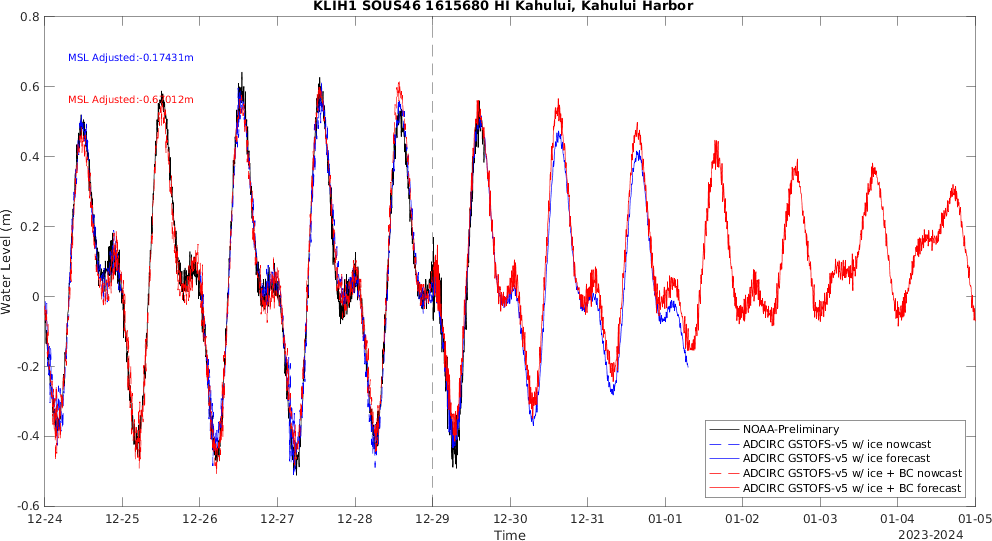 KLIH1 SOUS46 1615680 HI Kahului, Kahului Harbor
MSL Adjusted:-0.17431m
MSL Adjusted:
0.8
0.6
0.4
0.2
0
-0.2
-0.4
-0.6
Water Level (m)
12-24 12-25 12-26 12-27 12-28 12-29 12-30 12-31 01-01 01-02 01-03 01-04 01-05
Time
2023-2024
NOAA-Preliminary
ADCIRC GSTOFS-v5 w/ ice nowcast
ADCIRC GSTOFS-v5 w/ ice forecast
ADCIRC GSTOFS-v5 w/ ice + BC nowcast
ADCIRC GSTOFS-v5 w/ ice + BC forecast